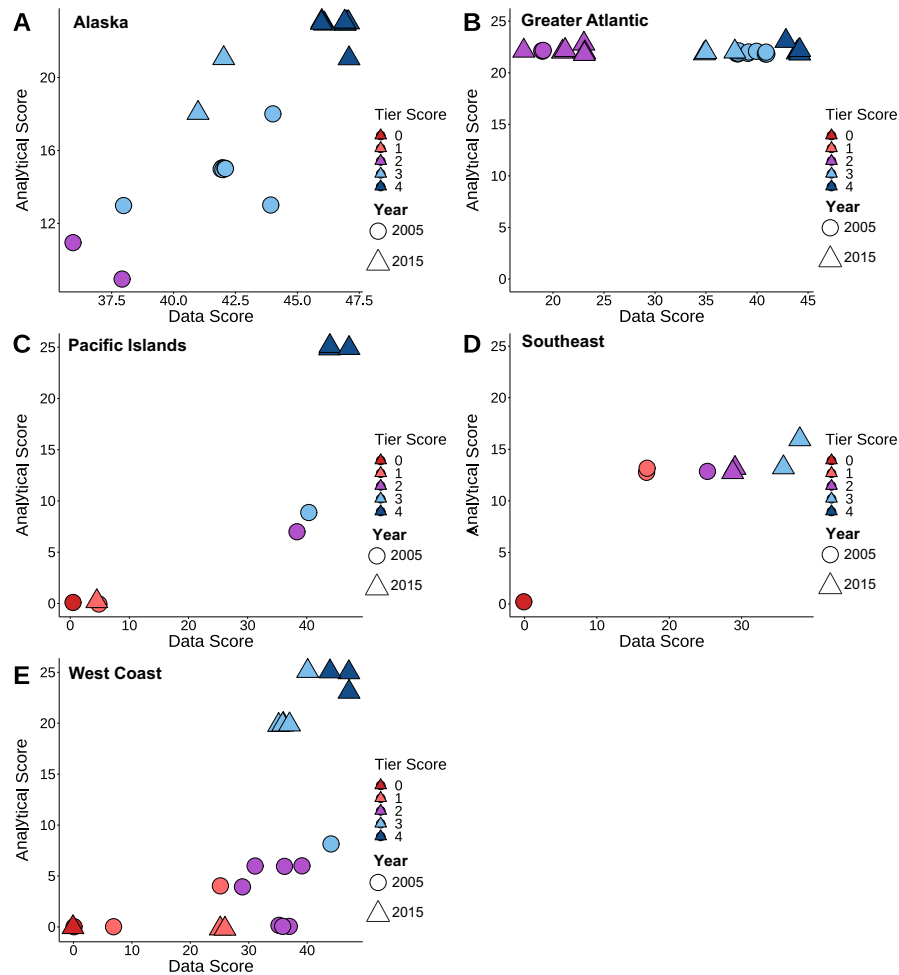 A Alaska
Analytical Score
20
16
12
37.5 40.0 42.5 45.0 47.5
Data Score
Tier Score
0
1
2
3
4
Year
2005
2015
B Greater Atlantic
Analytical Score
25
20
15
10
5
0
20 25 30 35 40 45
Data Score
Tier Score
0
1
2
3
4
Year
2005
2015
C Pacific Islands
Analytical Score
25
20
15
10
5
0
0 10 20 30 40
Data Score
Tier Score
0
1
2
3
4
Year
2005
2015
D Southeast
Analytical Score
25
20
15
10
5
0
0 10 20 30
Data Score
Tier Score
0
1
2
3
4
Year
2005
2015
E West Coast
Analytical Score
25
20
15
10
5
0
0 10 20 30 40
Data Score
Tier Score
0
1
2
3
4
Year
2005
2015